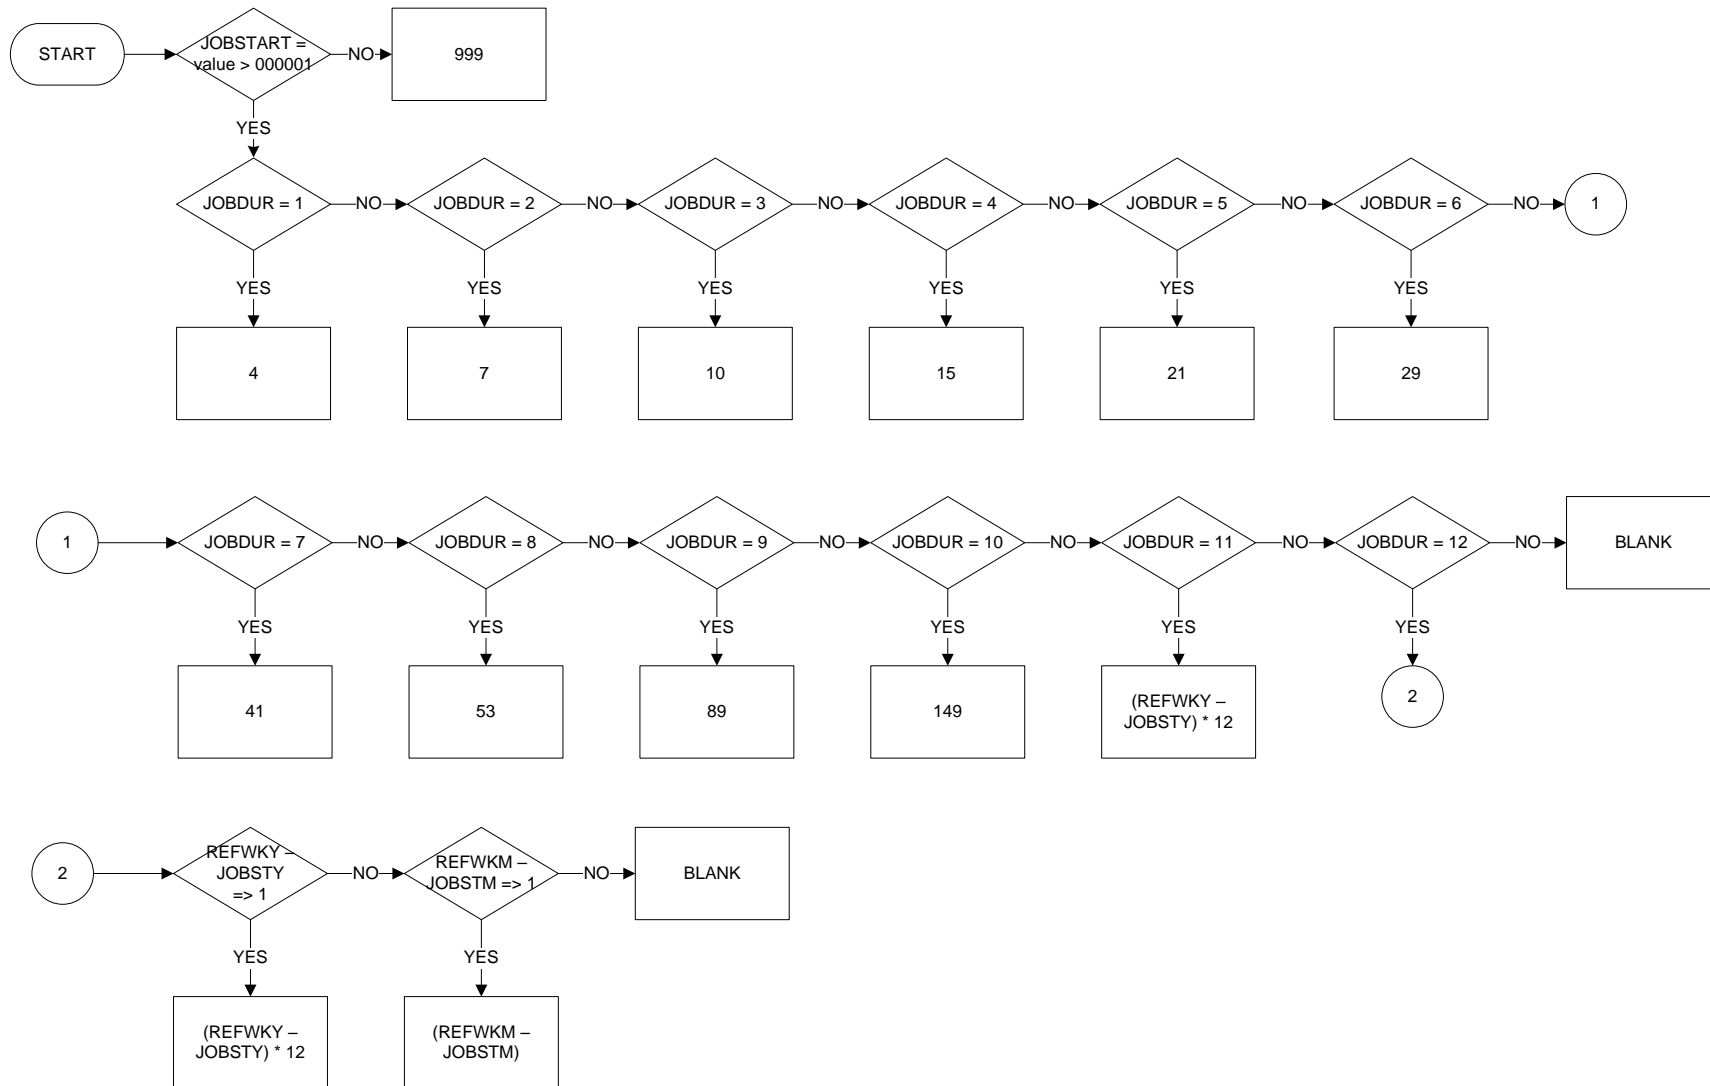 START
JOBSTART =
value > 000001
NO
999
YES
JOBDUR = 1
NO
JOBDUR = 2
NO
JOBDUR = 3
NO
JOBDUR = 4
NO
JOBDUR = 5
NO
JOBDUR = 6
NO
1
YES
YES
YES
YES
YES
YES
4
7
10
15
21
29
1
JOBDUR = 7
NO
JOBDUR = 8
NO
JOBDUR = 9
NO
JOBDUR = 10
NO
JOBDUR = 11
NO
JOBDUR = 12
NO
BLANK
YES
YES
YES
YES
YES
YES
41
53
89
149
(REFWKY –
JOBSTY) * 12
2
2
REFWKY –
JOBSTY
=> 1
NO
REFWKM –
JOBSTM => 1
NO
BLANK
YES
YES
(REFWKY –
JOBSTY) * 12
(REFWKM –
JOBSTM)